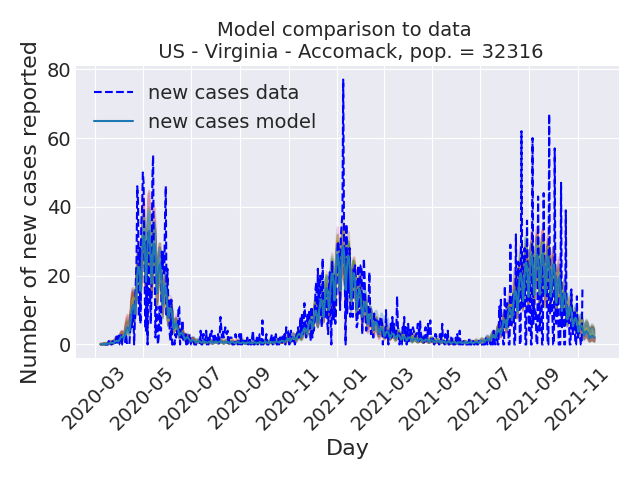 Model comparison to data
US - Virginia - Accomack, pop. = 32316
Number of new cases reported
80
60
40
20
0
new cases data
new cases model
2020-03
2020-05
2020-07
2020-09
2020-11
2021-01
2021-03
2021-05
2021-07
2021-09
2021-11
Day